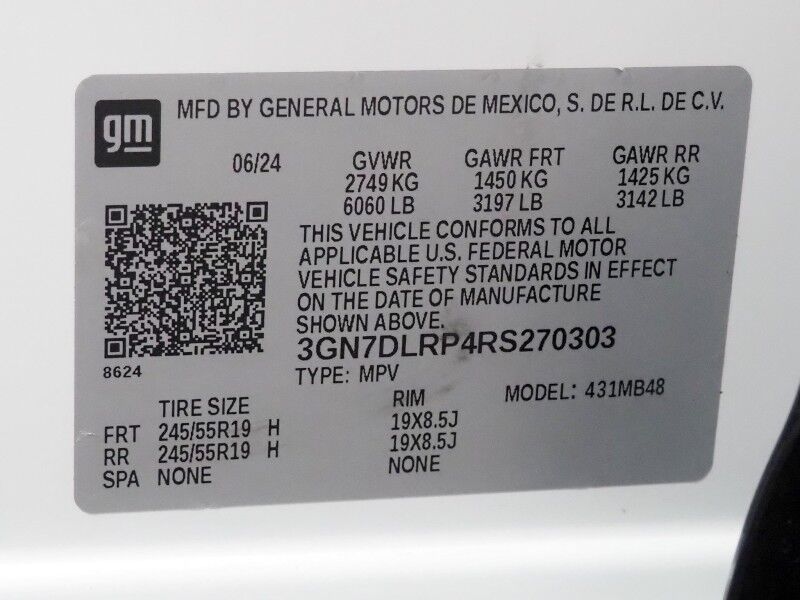 gm
MFD BY GENERAL MOTORS DE MEXICO, S. DE R.L. DE C.V.
06/24 GVWR GAWR FRT GAWR RR
2749 KG 1450 KG 1425 KG
6060 LB 3197 LB 3142 LB
THIS VEHICLE CONFORMS TO ALL
APPLICABLE U.S. FEDERAL MOTOR
VEHICLE SAFETY STANDARDS IN EFFECT
ON THE DATE OF MANUFACTURE
SHOWN ABOVE.
3GN7DLRP4RS270303
8624
TYPE: MPV MODEL: 431MB48
TIRE SIZE RIM
FRT 245/55R19 H 19X8.5J
RR 245/55R19 H 19X8.5J
SPA NONE NONE